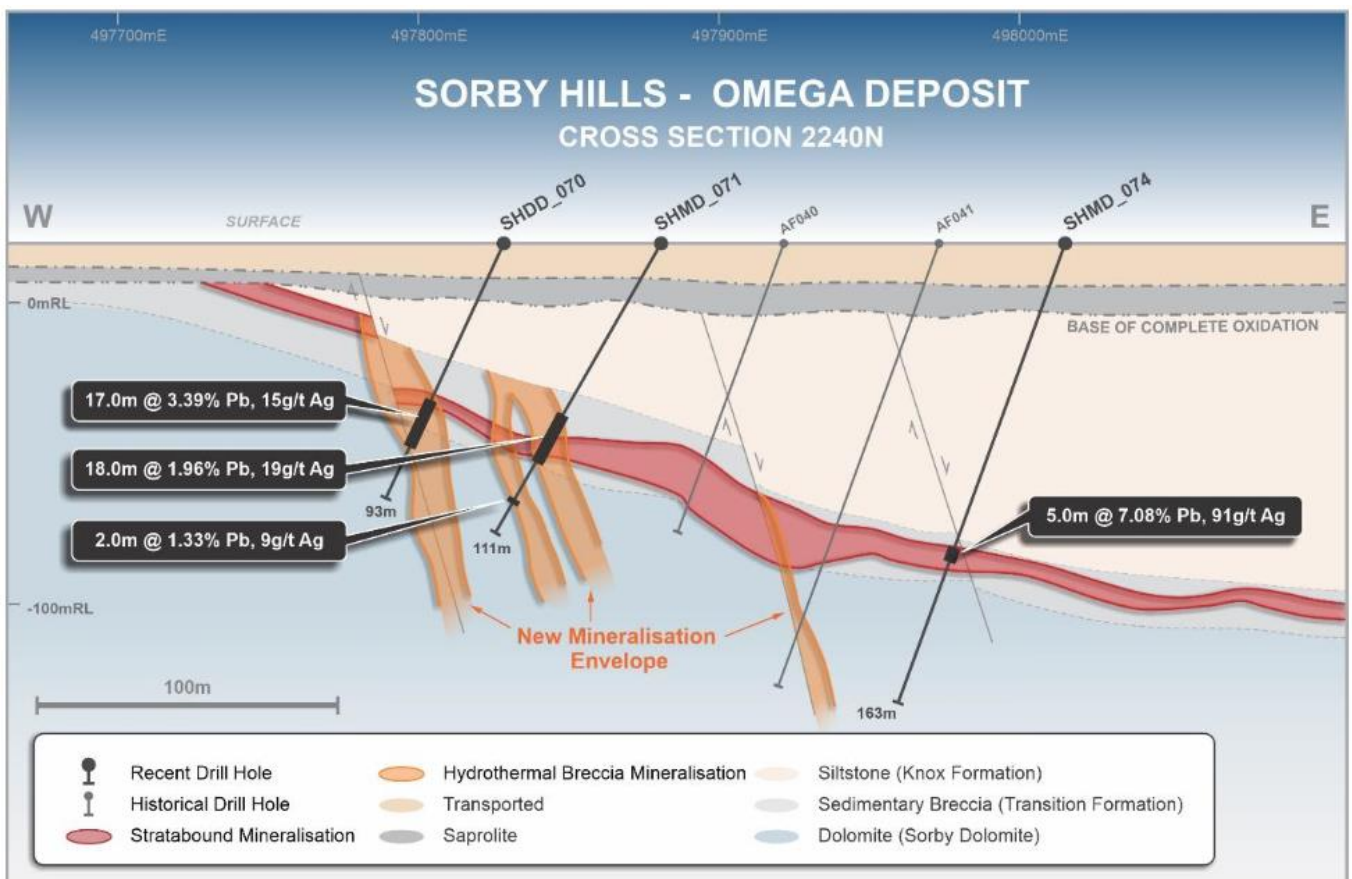 497700mE
497800mE
497900mE
498000mE
SORBY HILLS - OMEGA DEPOSIT
CROSS SECTION 2240N
W
SURFACE
SHDD_070
SHMD_071
AF040
AF041
SHMD_074
E
0mRL
BASE OF COMPLETE OXIDATION
17.0m @ 3.39% Pb, 15g/t Ag
18.0m @ 1.96% Pb, 19g/t Ag
93m
2.0m @ 1.33% Pb, 9g/t Ag
111m
5.0m @ 7.08% Pb, 91g/t Ag
-100mRL
New Mineralisation
Envelope
100m
163m
Recent Drill Hole
Historical Drill Hole
Stratabound Mineralisation
Hydrothermal Breccia Mineralisation
Transported
Saprolite
Siltstone (Knox Formation)
Sedimentary Breccia (Transition Formation)
Dolomite (Sorby Dolomite)